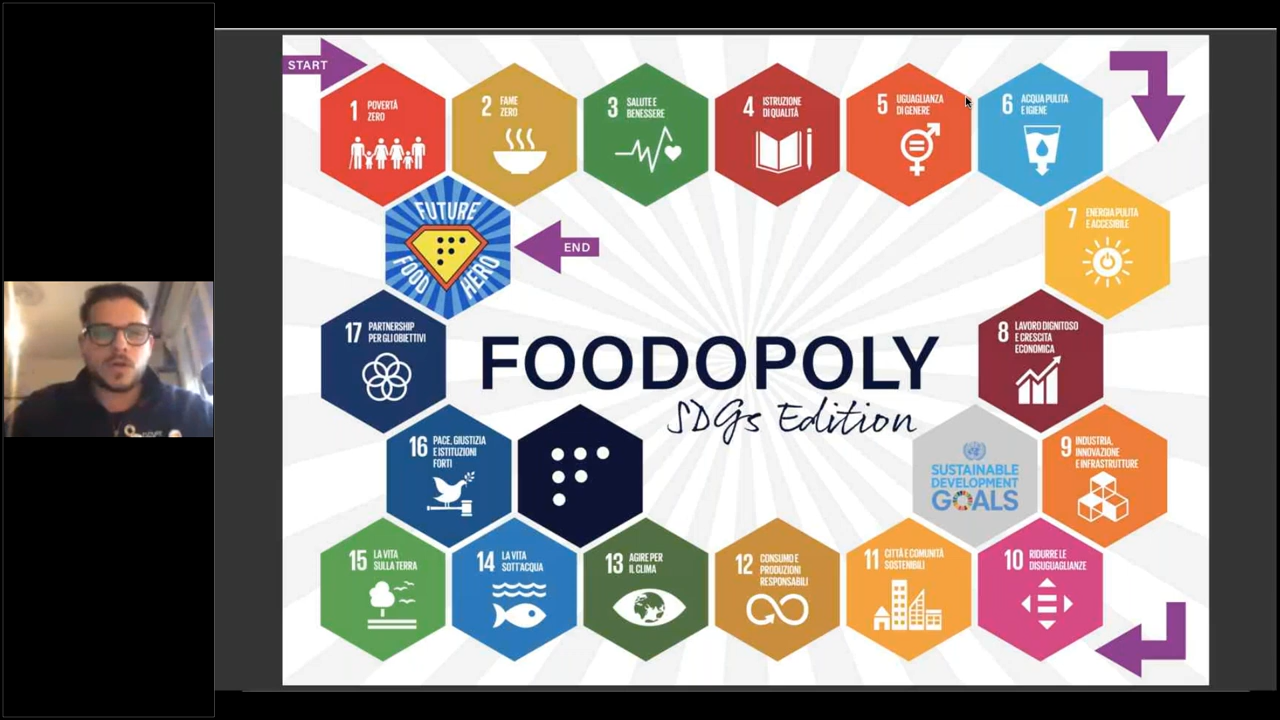 START
1 POVERTÀ
ZERO
2 FAME
ZERO
3 SALUTE E
BENESSERE
4 ISTRUZIONE
DI QUALITÀ
5 UGUAGLIANZA
DI GENERE
6 ACQUA PULITA
E IGIENE
FUTURE
FOOD HERO
END
7 ENERGIA PULITA
E ACCESIBILE
17 PARTNERSHIP
PER GLI OBIETTIVI
FOODOPOLY
SDGs Edition
8 LAVORO DIGNITOSO
E CRESCITA
ECONOMICA
16 PACE, GIUSTIZIA
E ISTITUZIONI
FORTI
SUSTAINABLE
DEVELOPMENT
GOALS
9 INDUSTRIA,
INNOVAZIONE
E INFRASTRUTTURE
15 LA VITA
SULLA TERRA
14 LA VITA
SOTT'ACQUA
13 AGIRE PER
IL CLIMA
12 CONSUMO E
PRODUZIONI
RESPONSABILI
11 CITTÀ E COMUNITÀ
SOSTENIBILI
10 RIDURRE LE
DISUGUAGLIANZE